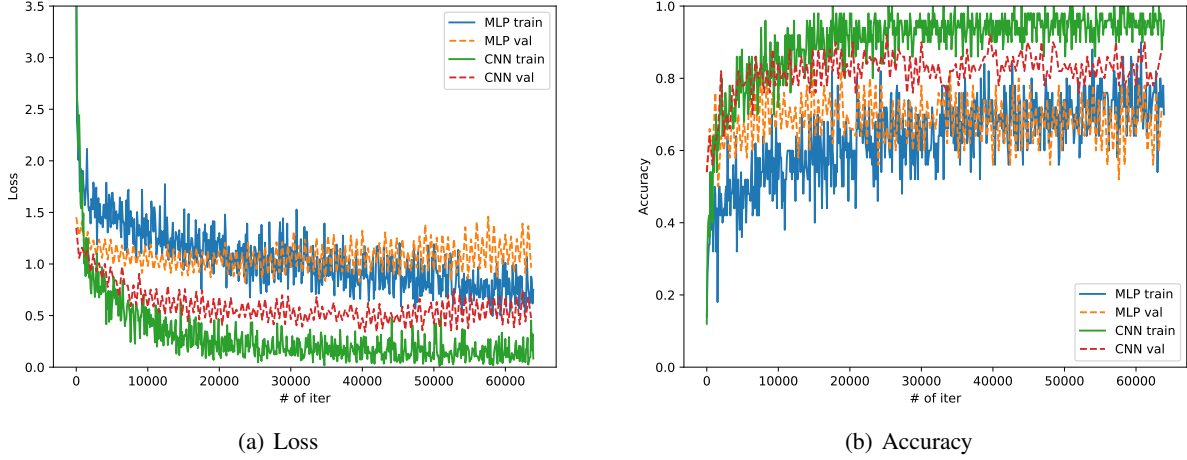 3.5
3.0
2.5
2.0
1.5
1.0
0.5
0.0
Loss
0
10000
20000
30000
40000
50000
60000
# of iter
MLP train
MLP val
CNN train
CNN val
(a) Loss
1.0
0.8
0.6
0.4
0.2
0.0
Accuracy
0
10000
20000
30000
40000
50000
60000
# of iter
MLP train
MLP val
CNN train
CNN val
(b) Accuracy